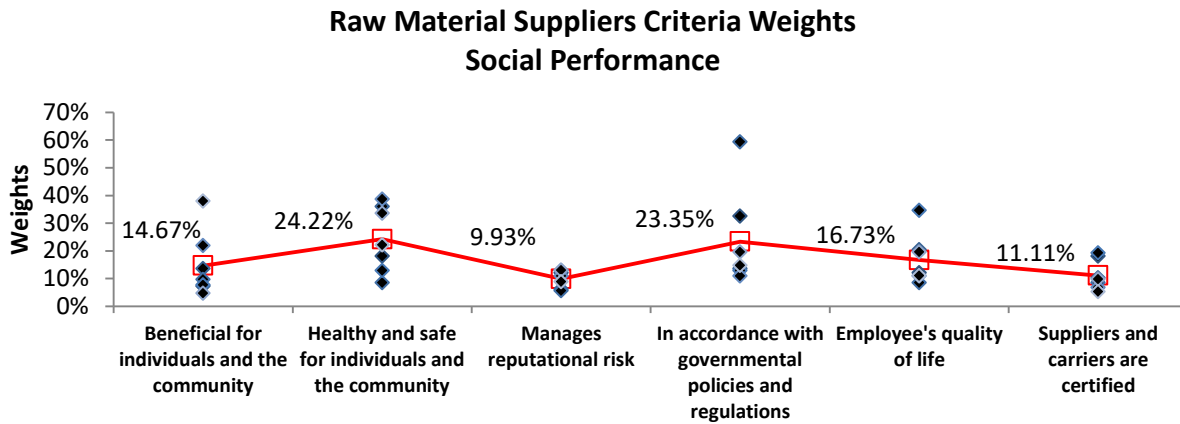 Raw Material Suppliers Criteria Weights
Social Performance
Weights
70%
60%
50%
40%
30%
20%
10%
0%
14.67%
24.22%
9.93%
23.35%
16.73%
11.11%
Beneficial for
individuals and the
community
Healthy and safe
for individuals and
the community
Manages
reputational risk
In accordance with
governmental
policies and
regulations
Employee's quality
of life
Suppliers and
carriers are
certified